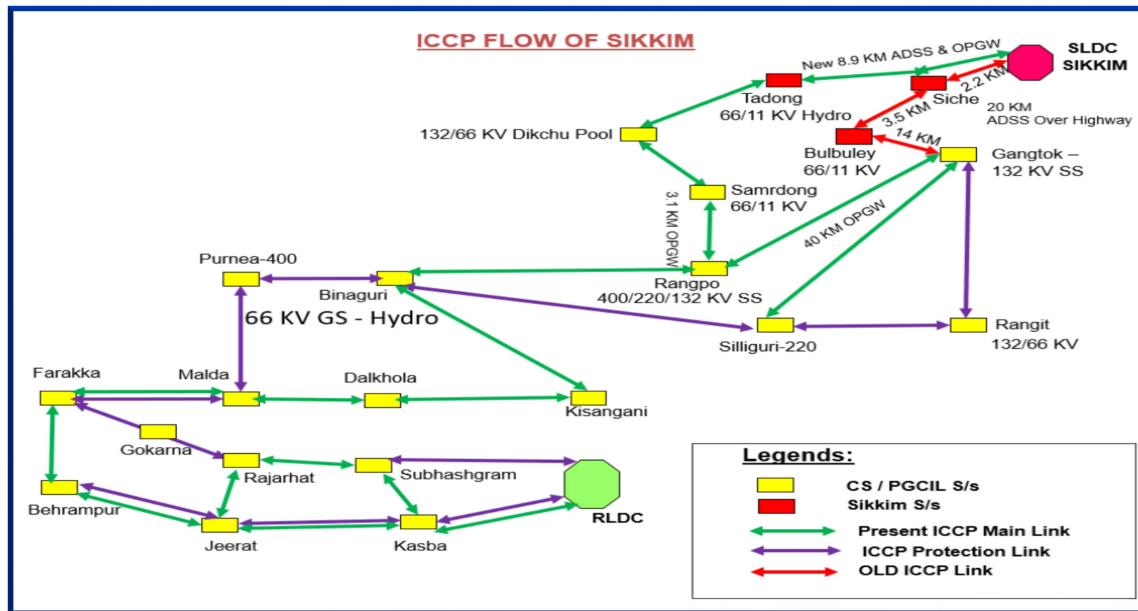 ICCP FLOW OF SIKKIM
New 8.9 KM ADSS & OPGW
SLDC
SIKKIM
2.2 KM
Siche
Tadong
66/11 KV Hydro
20 KM
ADSS Over Highway
3.5 KM
14 KM
132/66 KV Dikchu Pool
Bulbuley
66/11 KV
Gangtok –
132 KV SS
Samrdong
66/11 KV
3.1 KM OPGW
40 KM OPGW
Purnea-400
Binaguri
Rangpo
400/220/132 KV SS
66 KV GS - Hydro
Silliguri-220
Rangit
132/66 KV
Farakka
Malda
Dalkhola
Kisangani
Gokarna
Rajarhat
Subhashgram
RLDC
Behrampur
Jeerat
Kasba
Legends:
CS / PGCIL S/s
Sikkim S/s
Present ICCP Main Link
ICCP Protection Link
OLD ICCP Link